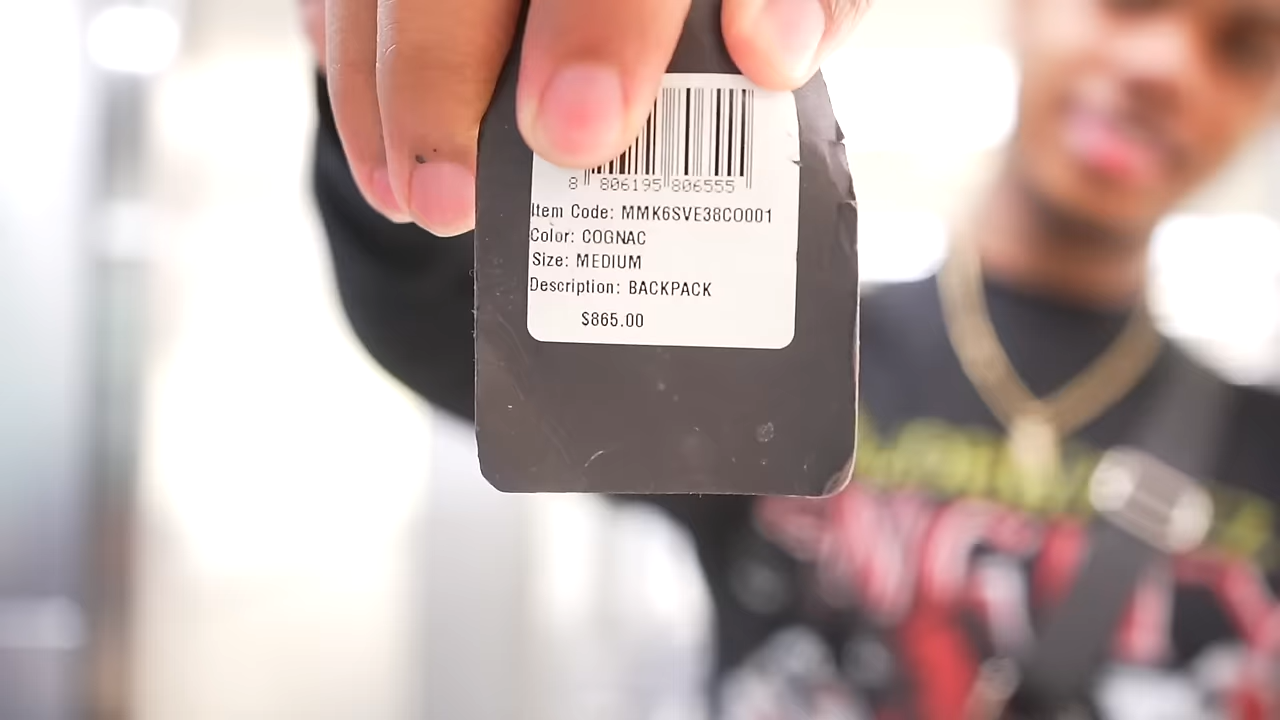 8 806195 806555
Item Code: MMK6SVE38CO001
Color: COGNAC
Size: MEDIUM
Description: BACKPACK
$865.00